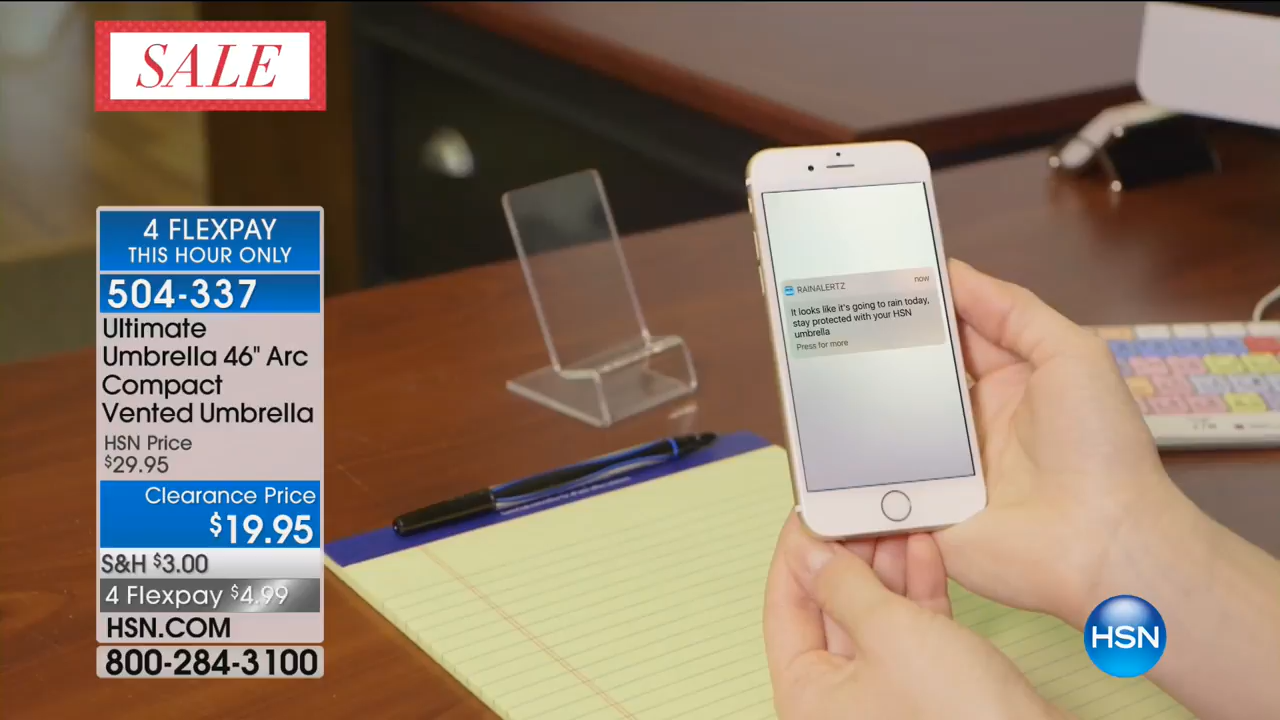 SALE
4 FLEXPAY
THIS HOUR ONLY
504-337
Ultimate
Umbrella 46" Arc
Compact
Vented Umbrella
HSN Price
$29.95
Clearance Price
$19.95
S&H $3.00
4 Flexpay $4.99
HSN.COM
800-284-3100
RAINALERTZ
now
It looks like it's going to rain today,
stay protected with your HSN
umbrella
Press for more
HSN